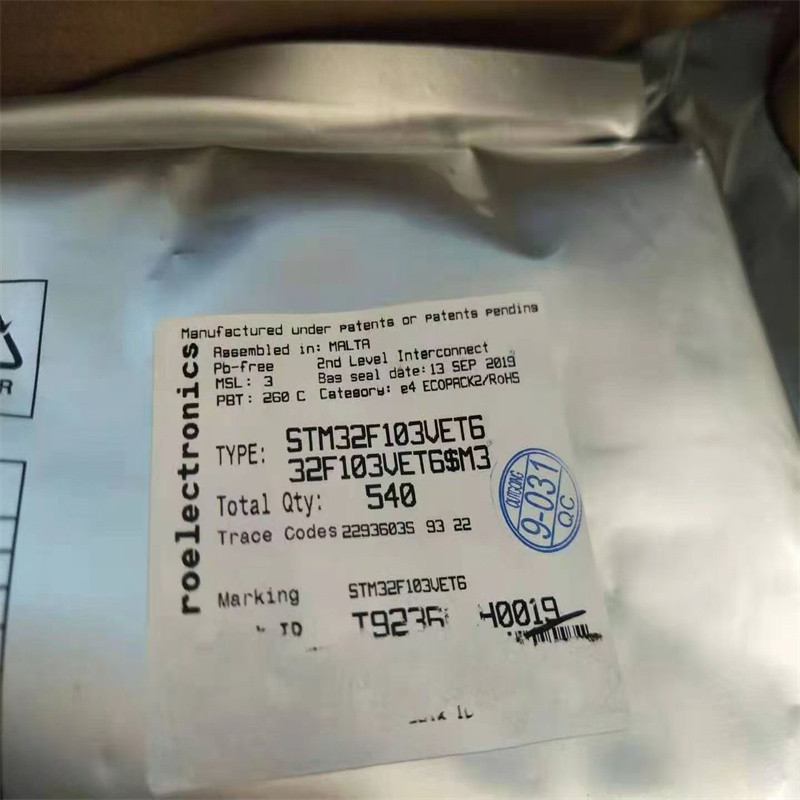 Manufactured under patents or patents pending
roelectronics
Assembled in: MALTA
Pb-free 2nd Level Interconnect
MSL: 3 Bag seal date: 13 SEP 2019
PBT: 260 C Category: e4 ECOPACK2/RoHS
TYPE: STM32F103VET6
32F103VET6$M3
Total Qty: 540
Trace Codes 22936035 93 22
Marking STM32F103VET6
40019
OUTGOING
9-031
QC
R